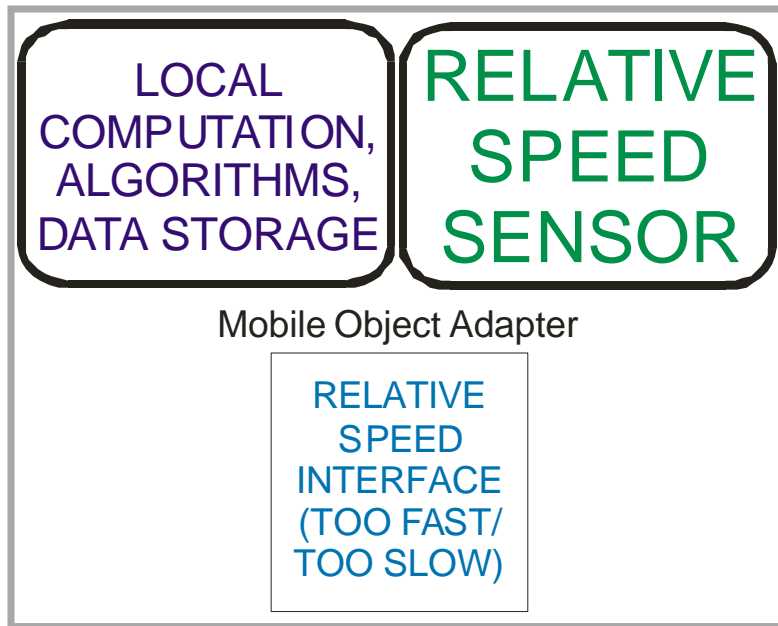 LOCAL
COMPUTATION,
ALGORITHMS,
DATA STORAGE
RELATIVE
SPEED
SENSOR
Mobile Object Adapter
RELATIVE
SPEED
INTERFACE
(TOO FAST/
TOO SLOW)